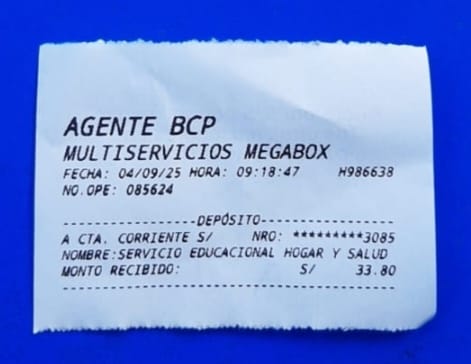 AGENTE BCP
MULTISERVICIOS MEGABOX
FECHA: 04/09/25 HORA: 09:18:47 H986638
NO.OPE: 085624
------------------DEPÓSITO------------------
A CTA. CORRIENTE S/ NRO: *********3085
NOMBRE:SERVICIO EDUCACIONAL HOGAR Y SALUD
MONTO RECIBIDO: S/ 33.80
--------------------------------------------